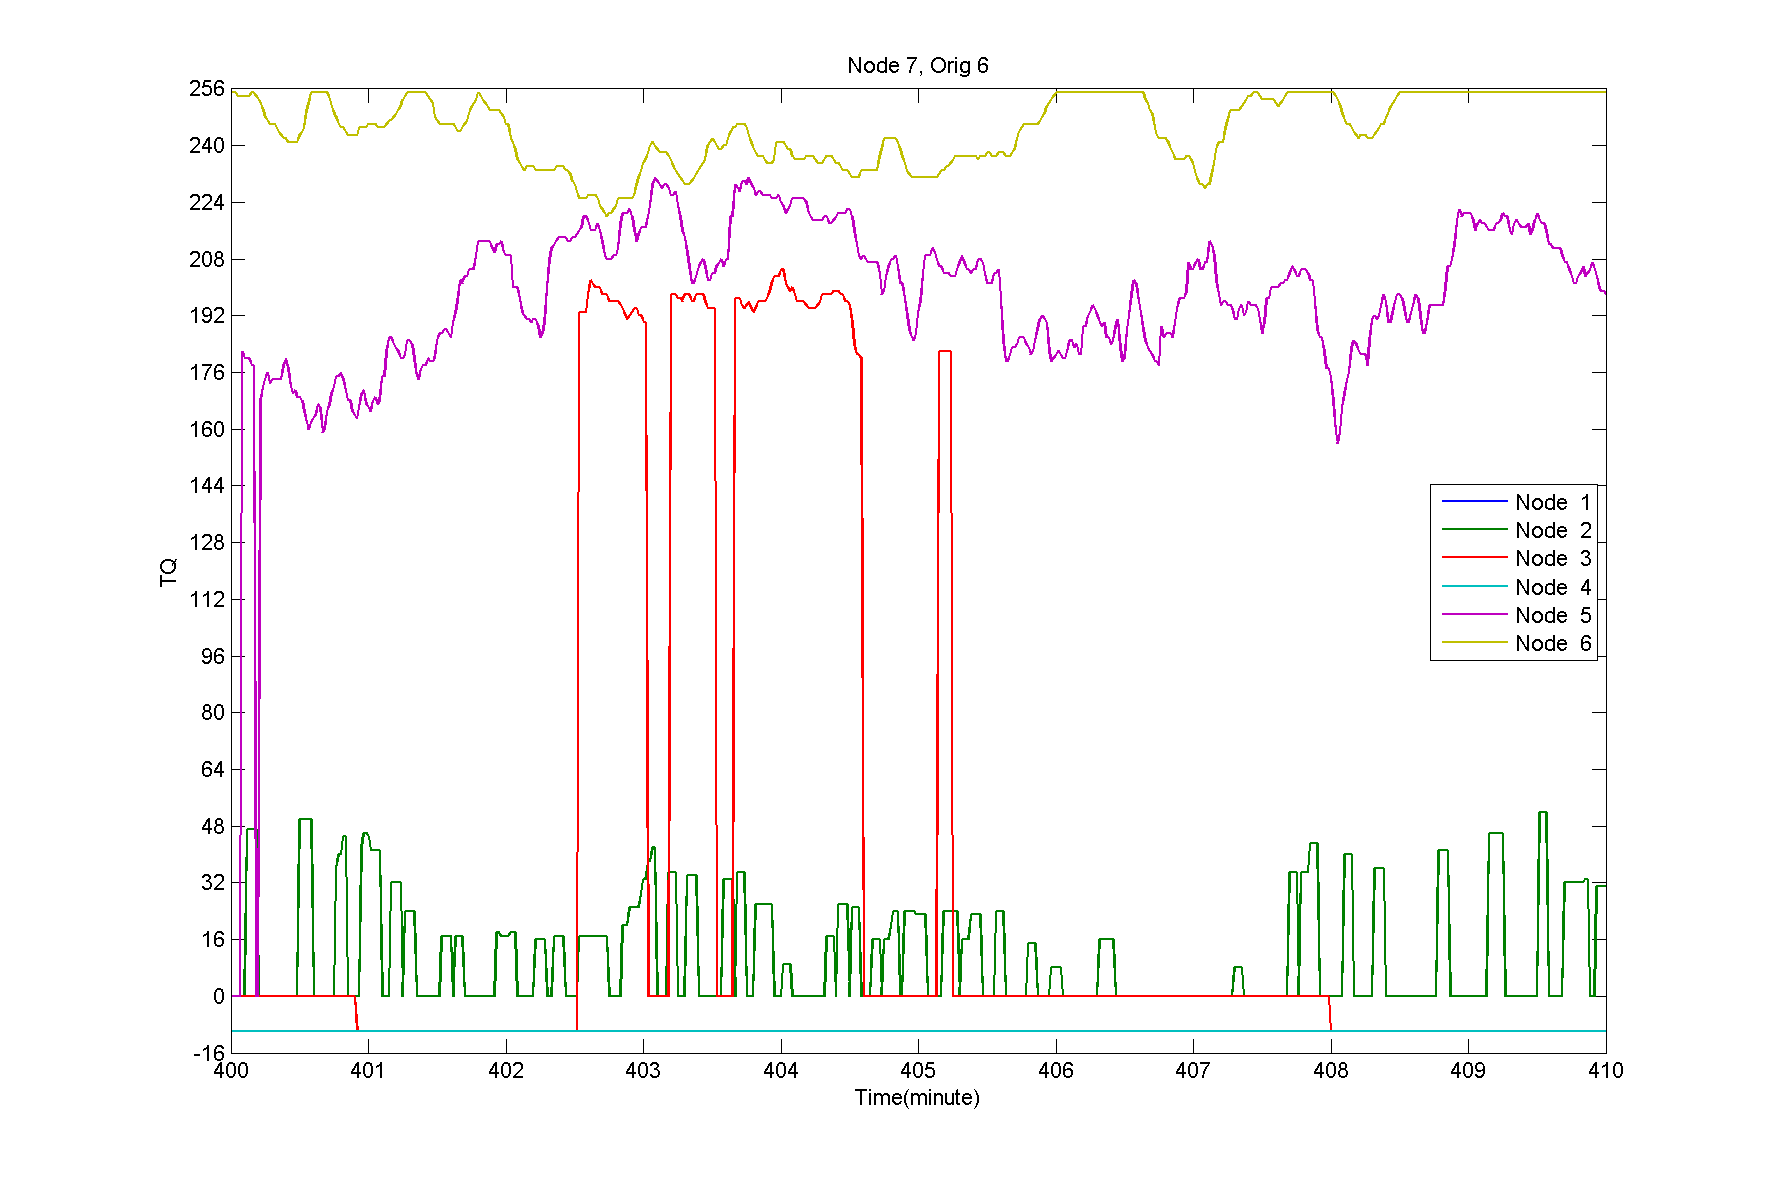 Node 7, Orig 6
256
240
224
208
192
176
160
144
128
112
96
80
64
48
32
16
0
-16
TQ
400 401 402 403 404 405 406 407 408 409 410
Time(minute)
Node 1
Node 2
Node 3
Node 4
Node 5
Node 6